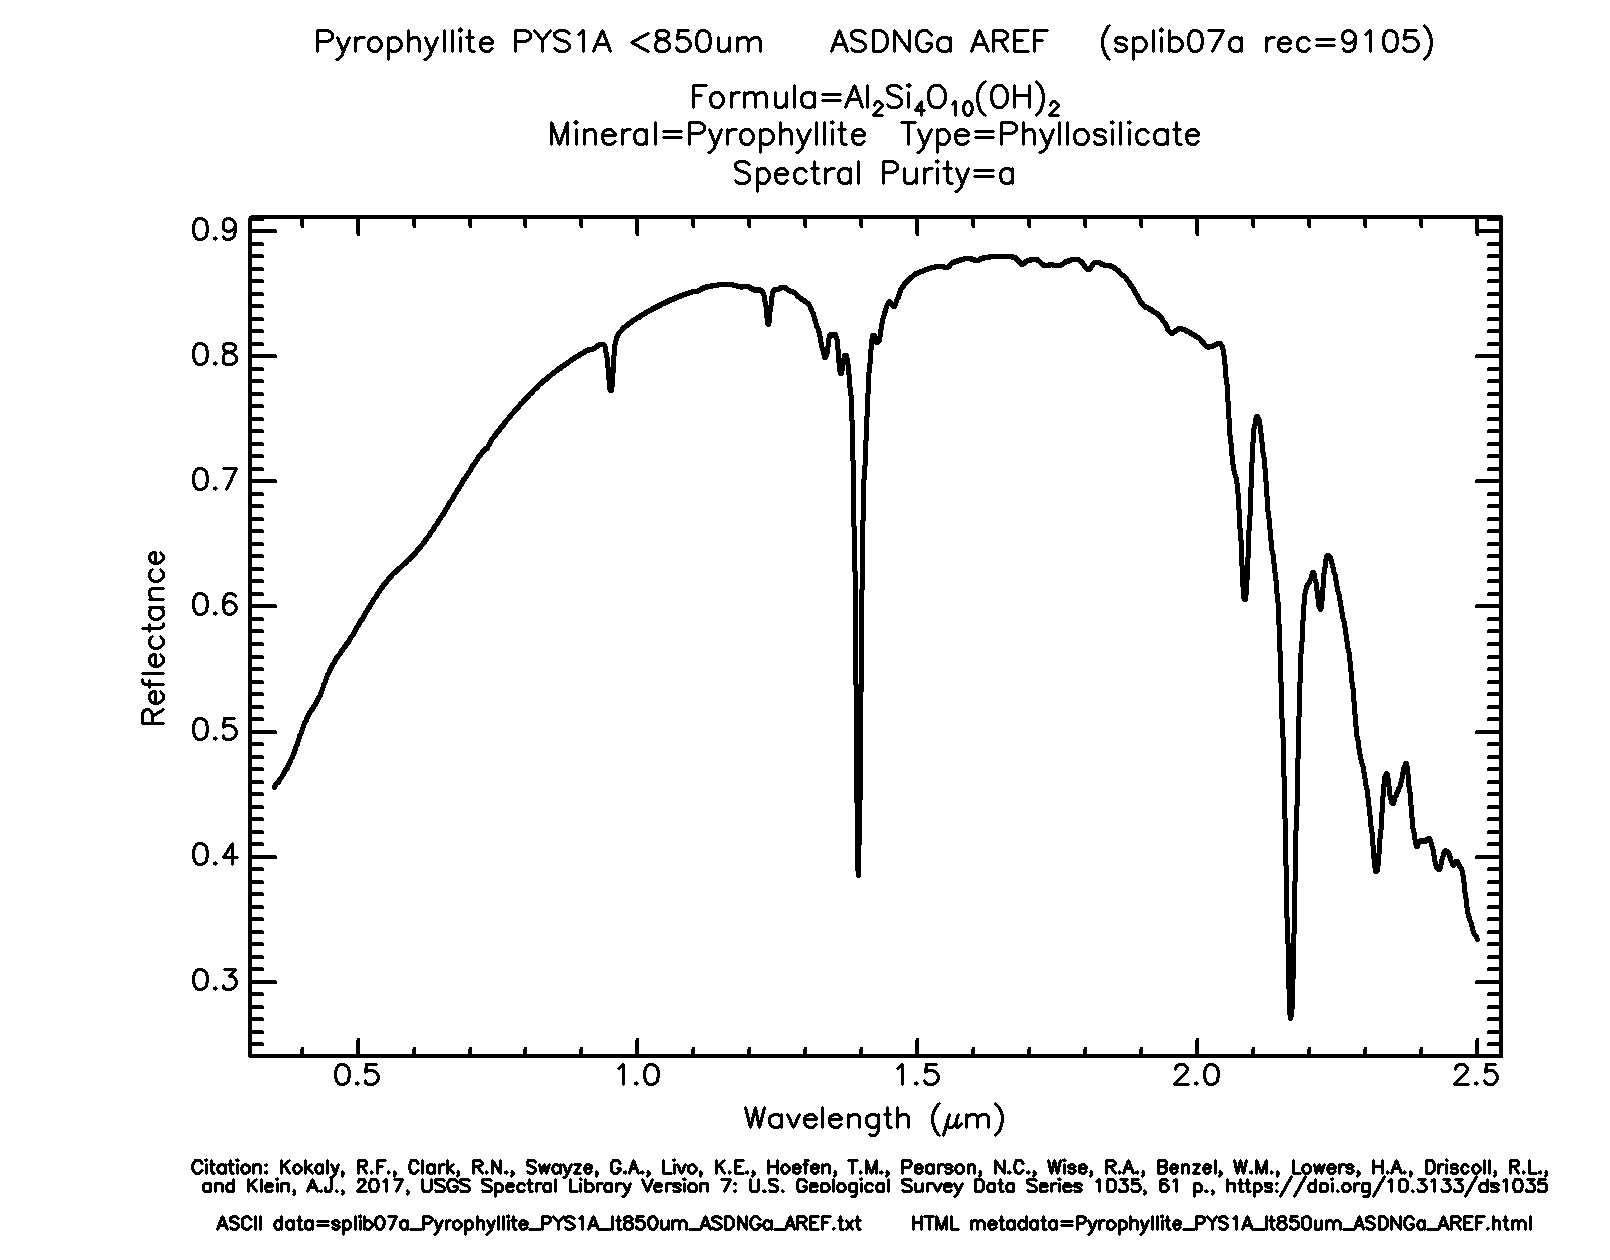 Pyrophyllite PYS1A <850um ASDNGa AREF (splib07a rec=9105)
Formula=Al₂Si₄O₁₀(OH)₂
Mineral=Pyrophyllite Type=Phyllosilicate
Spectral Purity=a
0.9
0.8
0.7
0.6
0.5
0.4
0.3
Reflectance
0.5 1.0 1.5 2.0 2.5
Wavelength (μm)
Citation: Kokaly, R.F., Clark, R.N., Swayze, G.A., Livo, K.E., Hoefen, T.M., Pearson, N.C., Wise, R.A., Benzel, W.M., Lowers, H.A., Driscoll, R.L.,
and Klein, A.J., 2017, USGS Spectral Library Version 7: U.S. Geological Survey Data Series 1035, 61 p., https://doi.org/10.3133/ds1035
ASCII data=splib07a_Pyrophyllite_PYS1A_lt850um_ASDNGa_AREF.txt HTML metadata=Pyrophyllite_PYS1A_lt850um_ASDNGa_AREF.html